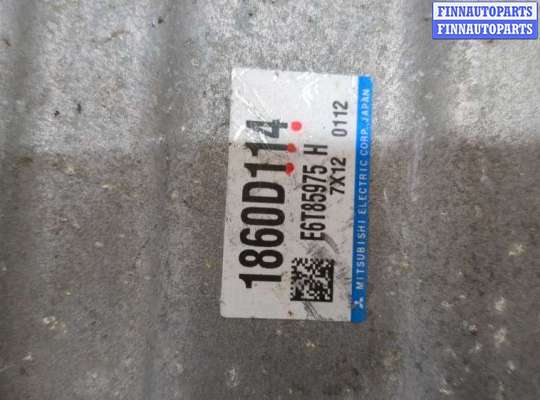 FINNAUTOPARTS
FINNAUTOPARTS
1860D114
E6T85975 H
7X12 0112
MITSUBISHI ELECTRIC CORP. JAPAN